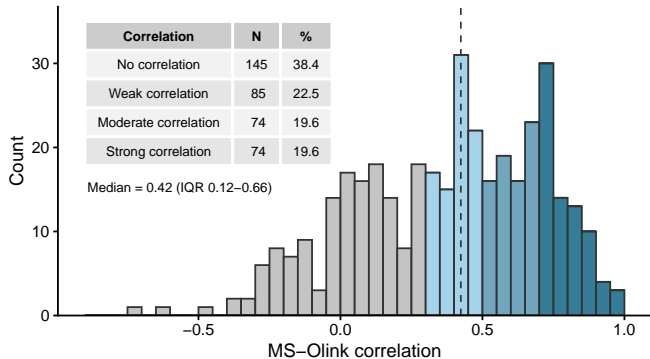 Correlation N %
No correlation 145 38.4
Weak correlation 85 22.5
Moderate correlation 74 19.6
Strong correlation 74 19.6
Median = 0.42 (IQR 0.12−0.66)
Count
30
20
10
0
−0.5 0.0 0.5 1.0
MS−Olink correlation